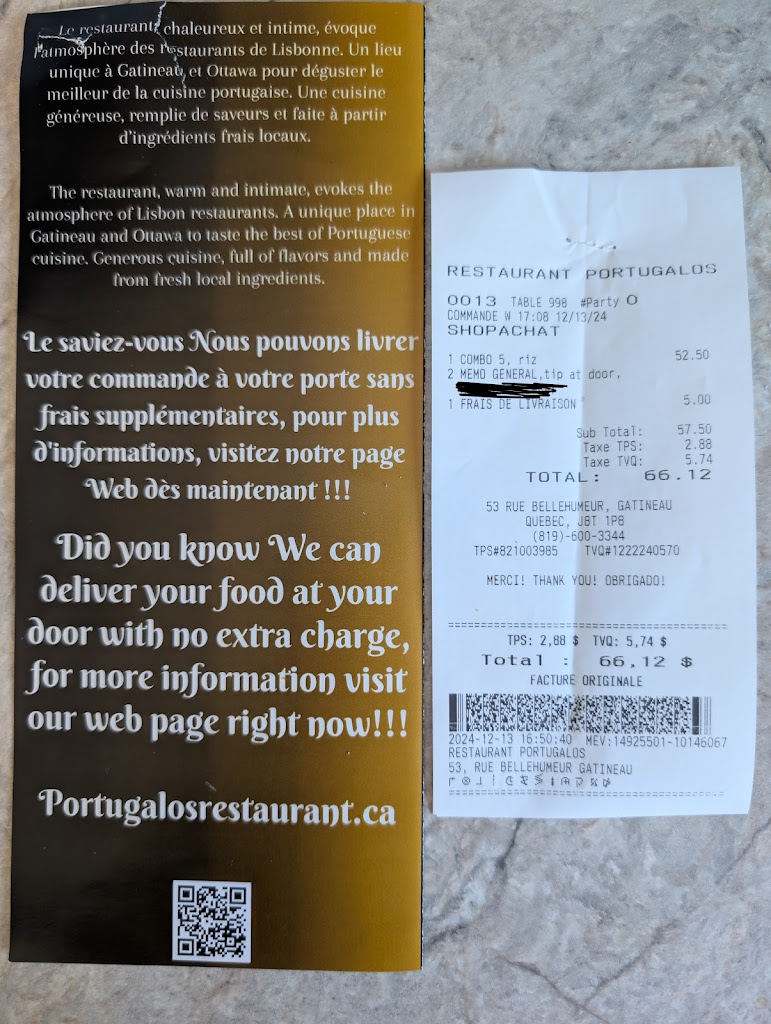 Le restaurant, chaleureux et intime, évoque
l'atmosphère des restaurants de Lisbonne. Un lieu
unique à Gatineau et Ottawa pour déguster le
meilleur de la cuisine portugaise. Une cuisine
généreuse, remplie de saveurs et faite à partir
d'ingrédients frais locaux.
The restaurant, warm and intimate, evokes the
atmosphere of Lisbon restaurants. A unique place in
Gatineau and Ottawa to taste the best of Portuguese
cuisine. Generous cuisine, full of flavors and made
from fresh local ingredients.
Le saviez-vous Nous pouvons livrer
votre commande à votre porte sans
frais supplémentaires, pour plus
d'informations, visitez notre page
Web dès maintenant !!!
Did you know We can
deliver your food at your
door with no extra charge,
for more information visit
our web page right now!!!
Portugalosrestaurant.ca
RESTAURANT PORTUGALOS
0013 TABLE 998 #Party 0
COMMANDE W 17:08 12/13/24
SHOPACHAT
1 COMBO 5, riz 52.50
2 MEMO GENERAL,tip at door,
1 FRAIS DE LIVRAISON 5.00
Sub Total: 57.50
Taxe TPS: 2.88
Taxe TVQ: 5.74
TOTAL: 66.12
53 RUE BELLEHUMEUR, GATINEAU
QUEBEC, J8T 1P8
(819)-600-3344
TPS#821003985 TVQ#1222240570
MERCI! THANK YOU! OBRIGADO!
TPS: 2,88 $ TVQ: 5,74 $
Total : 66,12 $
FACTURE ORIGINALE
2024-12-13 16:50:40 MEV:14925501-10146067
RESTAURANT PORTUGALOS
53, RUE BELLEHUMEUR GATINEAU